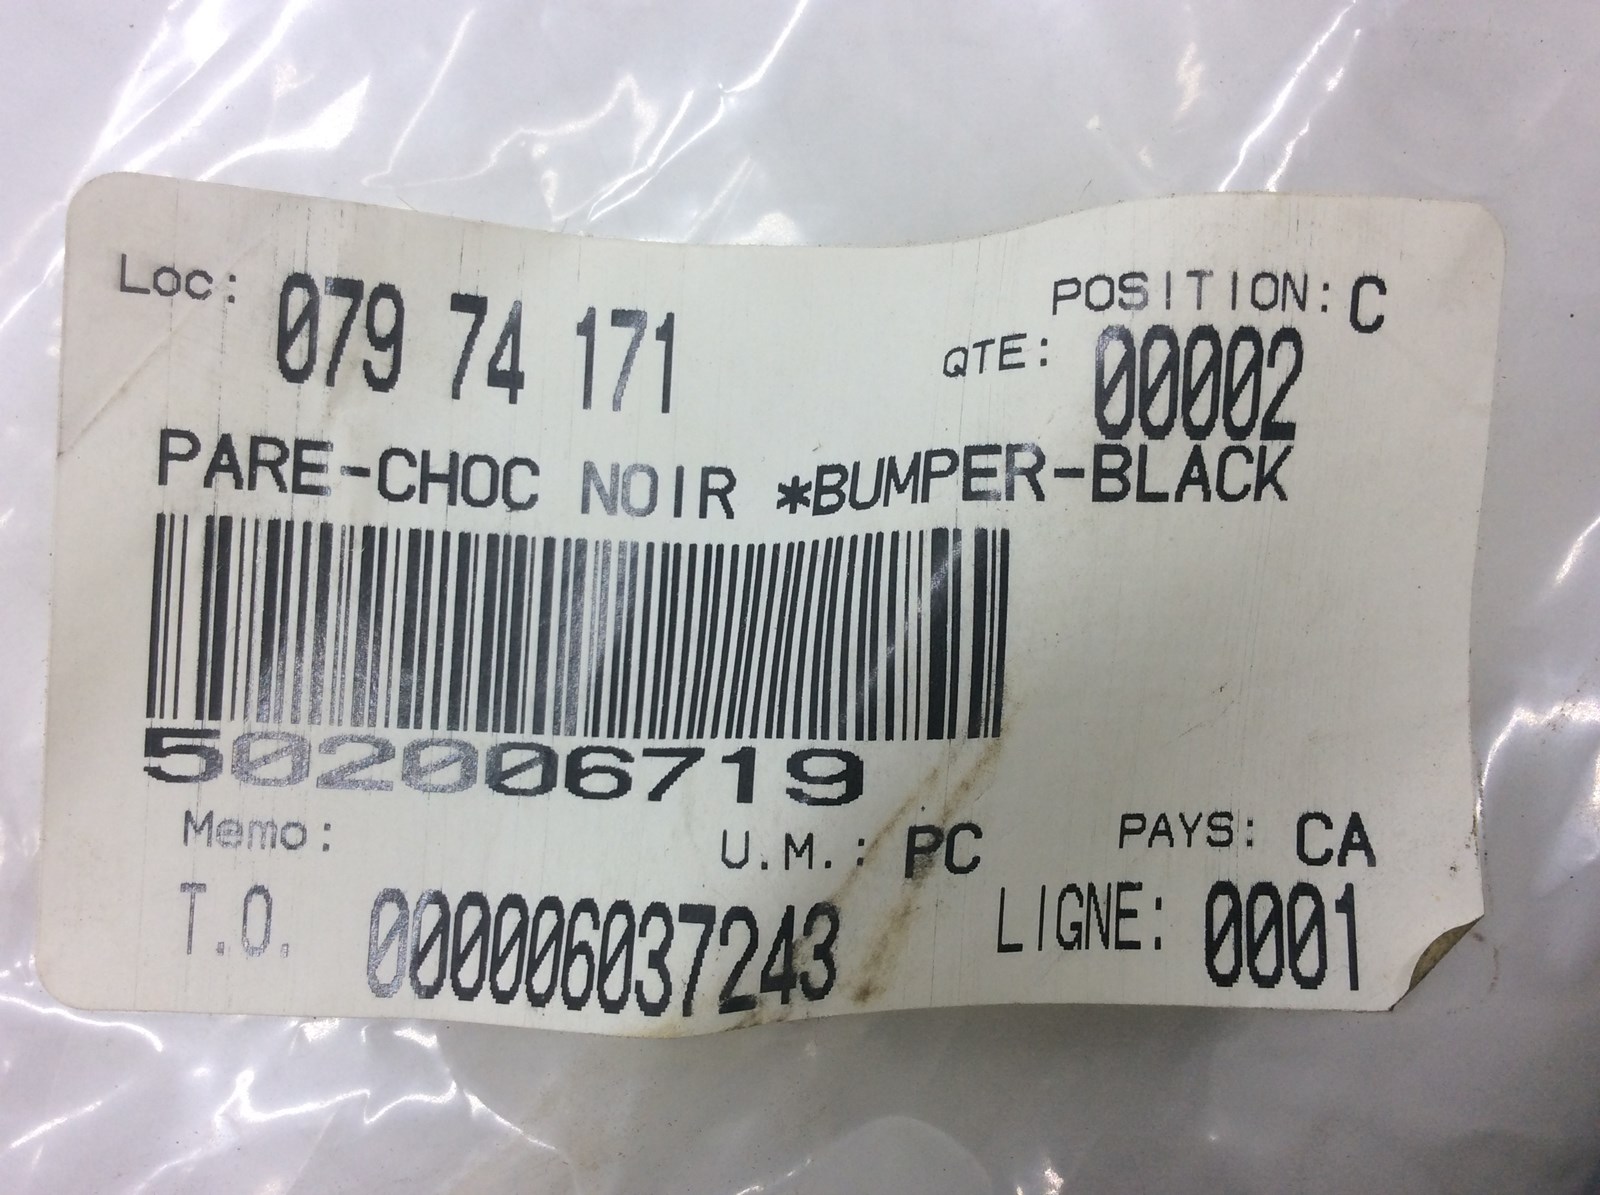 Loc: 079 74 171 POSITION: C
QTE: 00002
PARE-CHOC NOIR *BUMPER-BLACK
502006719
Memo: U.M.: PC PAYS: CA
T.O. 000006037243 LIGNE: 0001